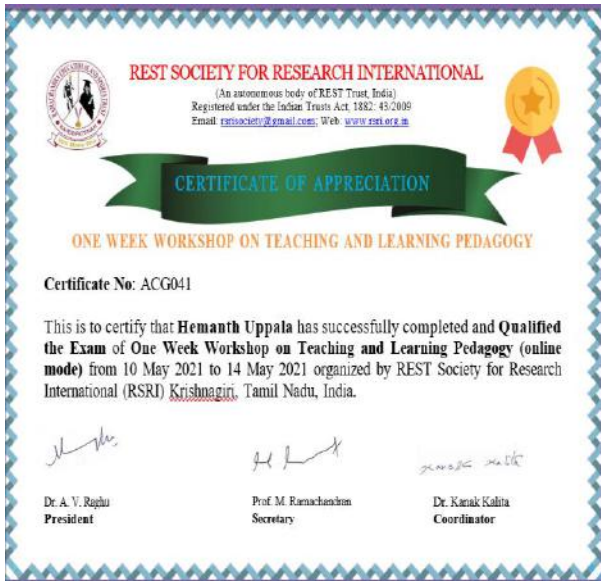 REST SOCIETY FOR RESEARCH INTERNATIONAL
(An autonomous body of REST Trust, India)
Registered under the Indian Trusts Act, 1882: 43/2009
Email: rsrisociety@gmail.com; Web: www.rsri.org.in
CERTIFICATE OF APPRECIATION
ONE WEEK WORKSHOP ON TEACHING AND LEARNING PEDAGOGY
Certificate No: ACG041
This is to certify that Hemanth Uppala has successfully completed and Qualified
the Exam of One Week Workshop on Teaching and Learning Pedagogy (online
mode) from 10 May 2021 to 14 May 2021 organized by REST Society for Research
International (RSRI) Krishnagiri, Tamil Nadu, India.
Dr. A. V. Raghu
President
Prof. M. Ramachandran
Secretary
Dr. Kanak Kalita
Coordinator